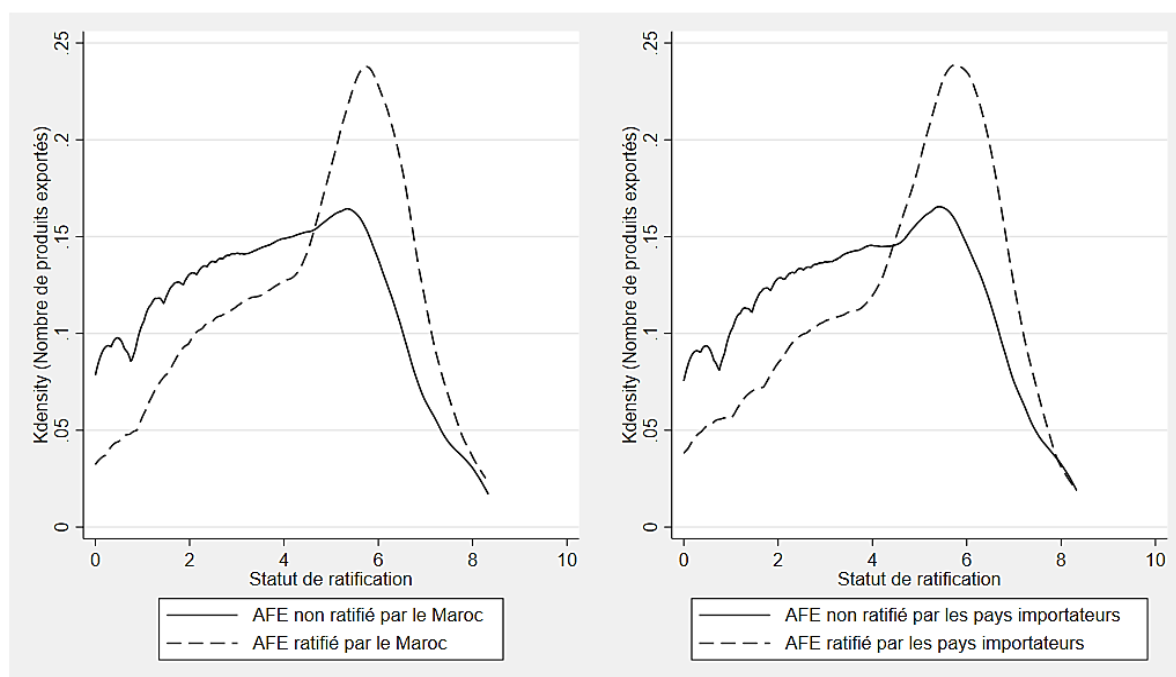 .25
.2
.15
.1
.05
0
Kdensity (Nombre de produits exportés)
0 2 4 6 8 10
Statut de ratification
AFE non ratifié par le Maroc
AFE ratifié par le Maroc
.25
.2
.15
.1
.05
0
Kdensity (Nombre de produits exportés)
0 2 4 6 8 10
Statut de ratification
AFE non ratifié par les pays importateurs
AFE ratifié par les pays importateurs